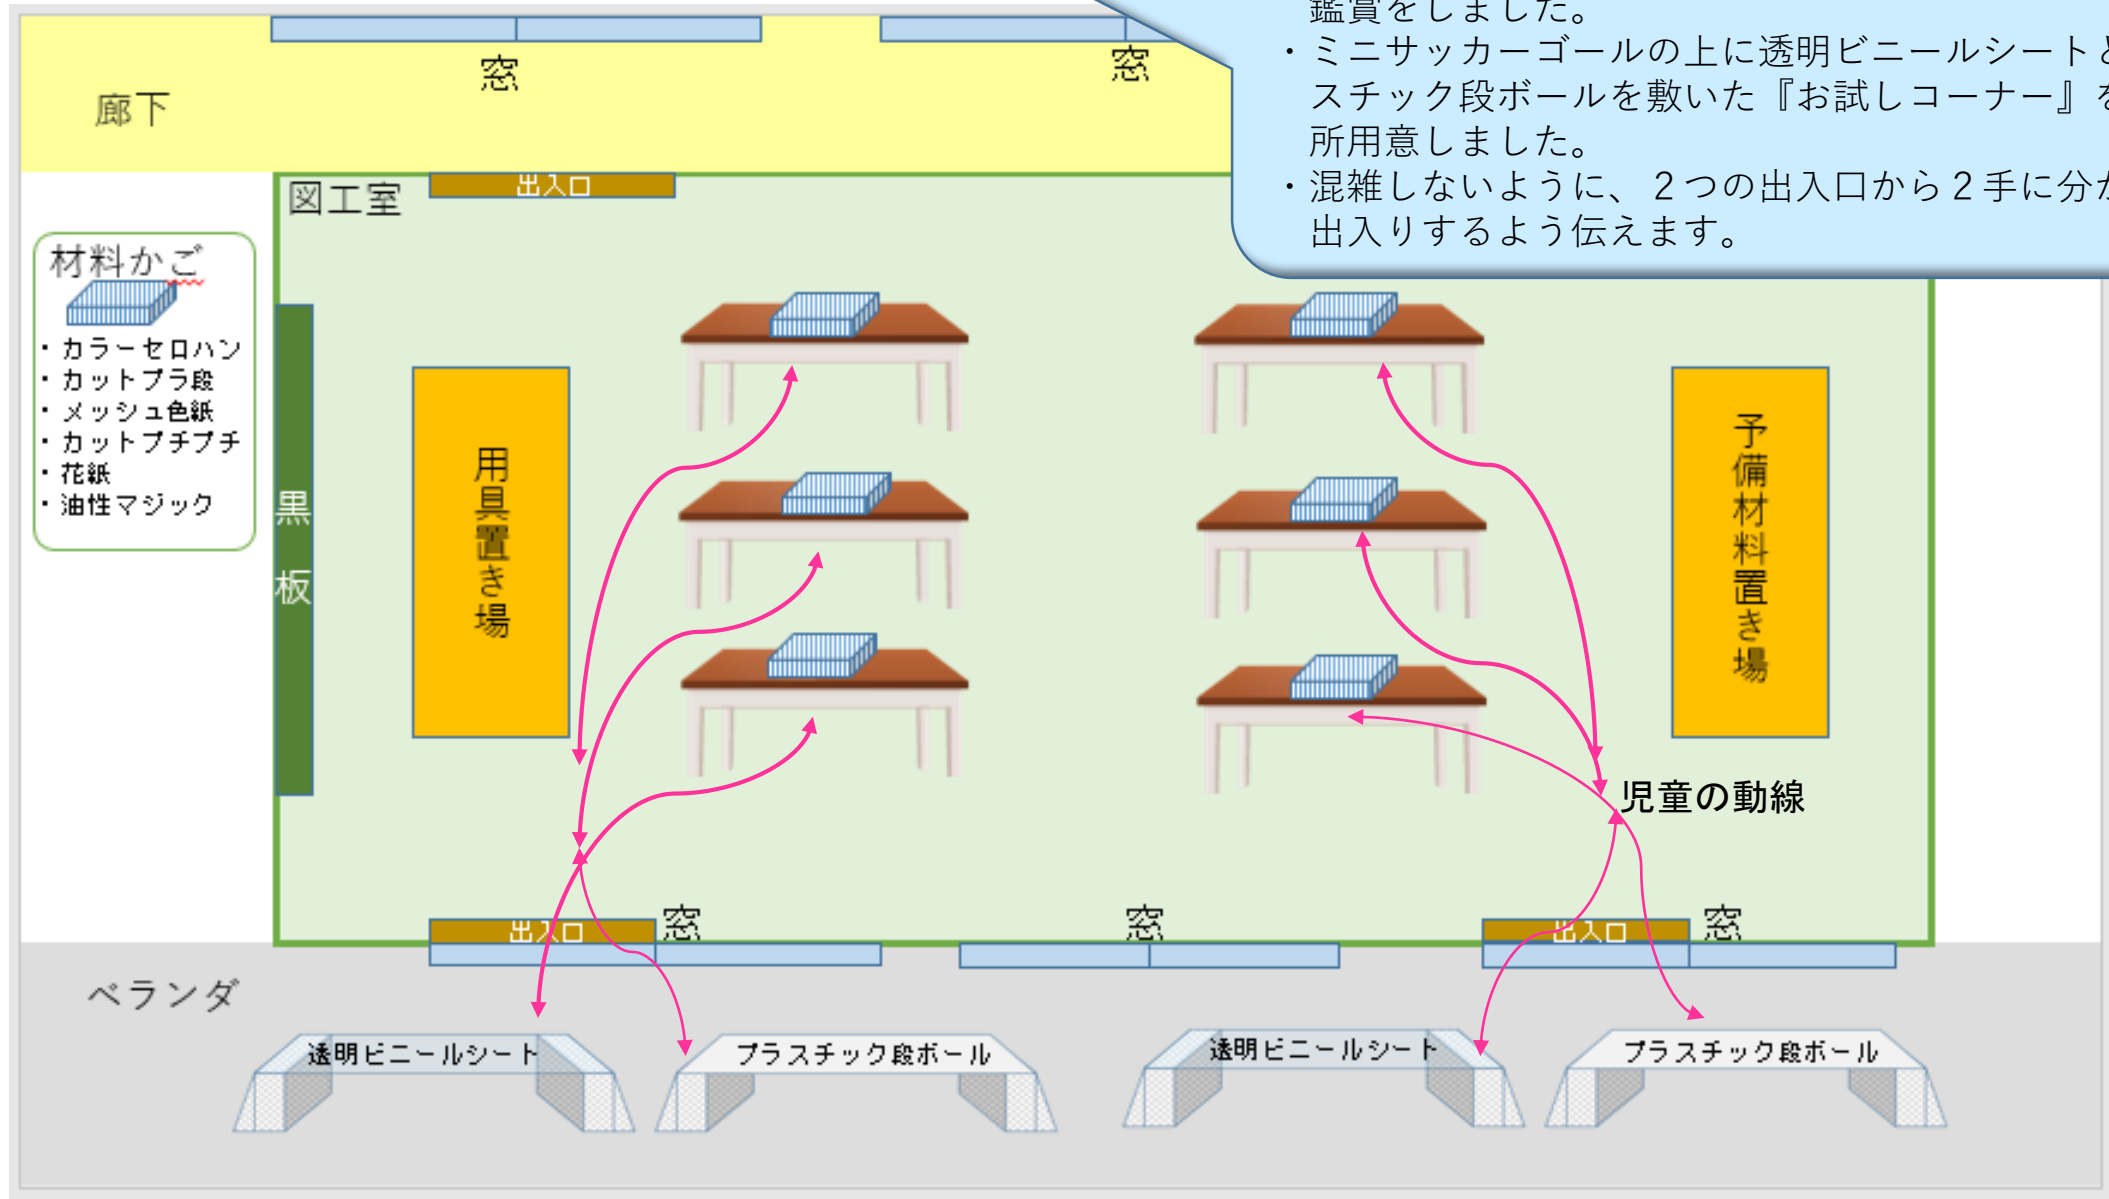 鑑賞をしました。
・ミニサッカーゴールの上に透明ビニールシートと
スチック段ボールを敷いた『お試しコーナー』を
所用意しました。
・混雑しないように、２つの出入口から２手に分か
出入りするよう伝えます。
窓
窓
廊下
図工室
出入口
材料かご
・カラーセロハン
・カットプラ段
・メッシュ色紙
・カットプチプチ
・花紙
・油性マジック
黒板
用具置き場
予備材料置き場
児童の動線
出入口
窓
窓
出入口
窓
ベランダ
透明ビニールシート
プラスチック段ボール
透明ビニールシート
プラスチック段ボール